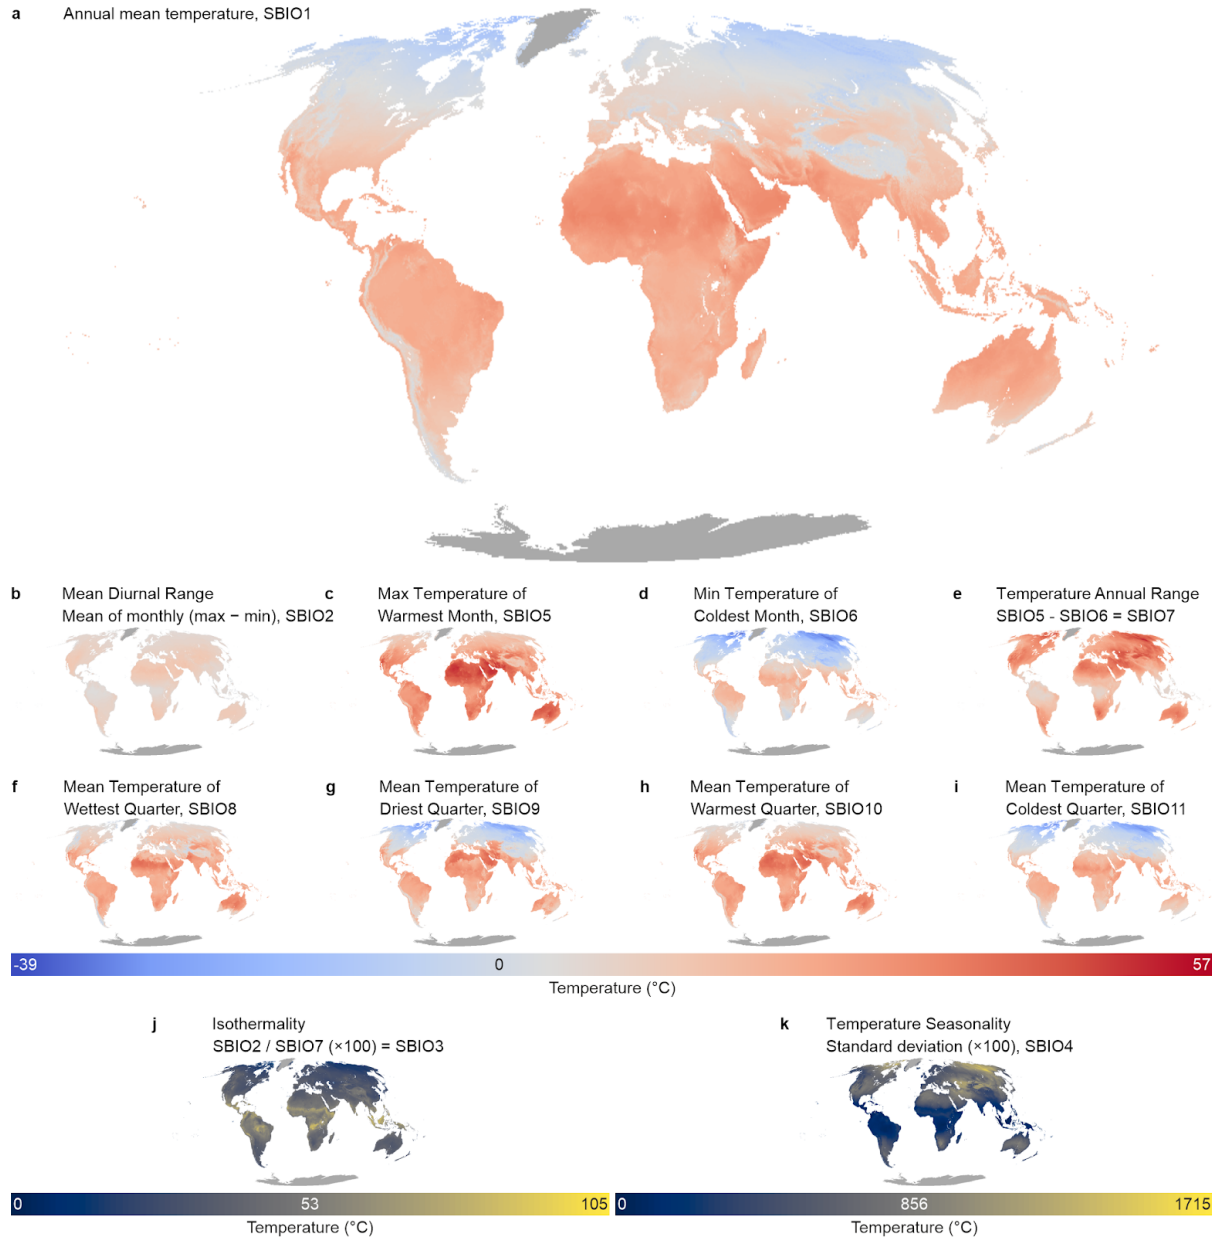 a Annual mean temperature, SBIO1
b Mean Diurnal Range
Mean of monthly (max − min), SBIO2
c Max Temperature of
Warmest Month, SBIO5
d Min Temperature of
Coldest Month, SBIO6
e Temperature Annual Range
SBIO5 - SBIO6 = SBIO7
f Mean Temperature of
Wettest Quarter, SBIO8
g Mean Temperature of
Driest Quarter, SBIO9
h Mean Temperature of
Warmest Quarter, SBIO10
i Mean Temperature of
Coldest Quarter, SBIO11
-39 0 57
Temperature (°C)
j Isothermality
SBIO2 / SBIO7 (×100) = SBIO3
k Temperature Seasonality
Standard deviation (×100), SBIO4
0 53 105
Temperature (°C)
0 856 1715
Temperature (°C)